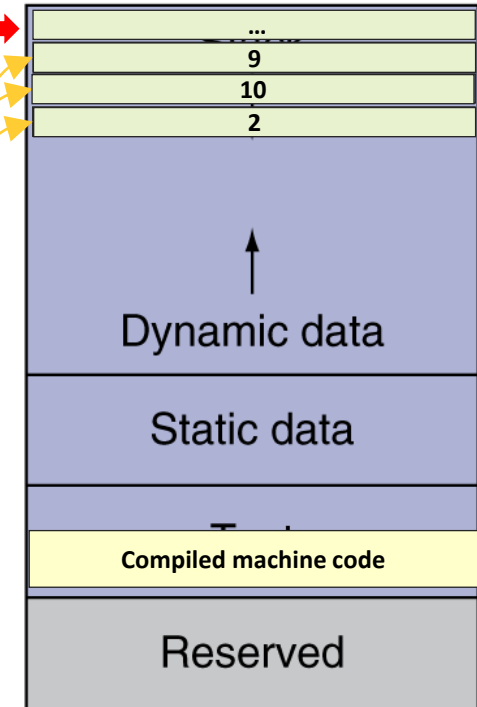 …
9
10
2
Dynamic data
Static data
Compiled machine code
Reserved